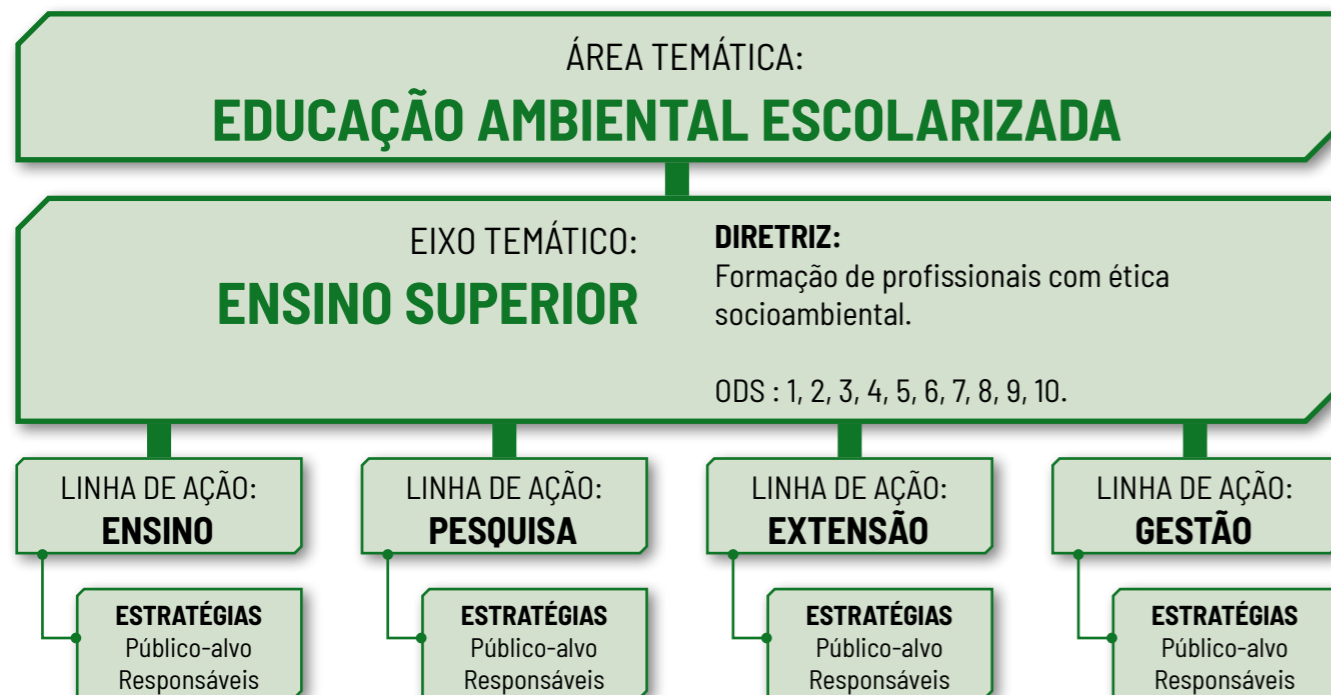 ÁREA TEMÁTICA:
EDUCAÇÃO AMBIENTAL ESCOLARIZADA
EIXO TEMÁTICO:
ENSINO SUPERIOR
DIRETRIZ:
Formação de profissionais com ética
socioambiental.
ODS : 1, 2, 3, 4, 5, 6, 7, 8, 9, 10.
LINHA DE AÇÃO:
ENSINO
ESTRATÉGIAS
Público-alvo
Responsáveis
LINHA DE AÇÃO:
PESQUISA
ESTRATÉGIAS
Público-alvo
Responsáveis
LINHA DE AÇÃO:
EXTENSÃO
ESTRATÉGIAS
Público-alvo
Responsáveis
LINHA DE AÇÃO:
GESTÃO
ESTRATÉGIAS
Público-alvo
Responsáveis